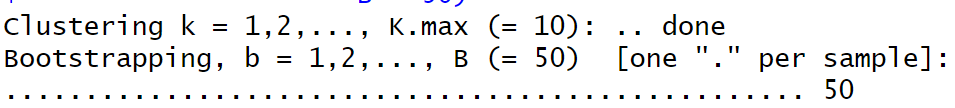 Clustering k = 1,2,..., K.max (= 10): .. done
Bootstrapping, b = 1,2,..., B (= 50)  [one "." per sample]:
.................................................. 50